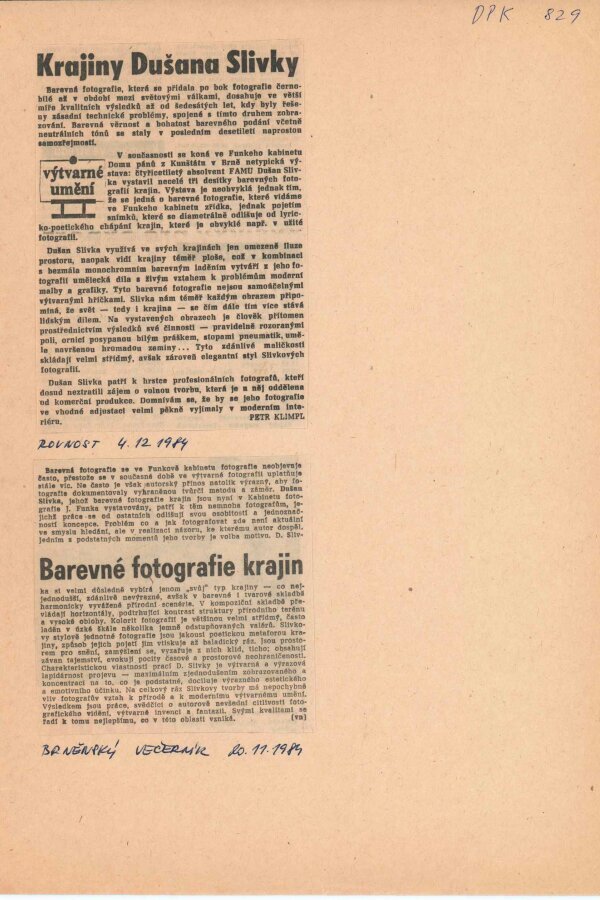 DPK 829
Krajiny Dušana Slivky
Barevné fotografie, která se přidala po bok fotografie černo-
bílé až v období mezi světovými válkami, dosahuje ve větší
míře kvalitních výsledků až od šedesátých let, kdy byly řeše-
ny zásadní technické problémy, spojené s tímto druhem zobra-
zování. Barevná věrnost a bohatost barevného podání včetně
neutrálních tónů se staly v posledním desetiletí naprostou
samozřejmostí.
výtvarné
umění
V současnosti se koná ve Funkeho kabinetu
Domu pánů z Kunštátu v Brně netypická vý-
stava: čtyřicetiletý absolvent FAMU Dušan Sliv-
ka vystavil necelé tři desítky barevných foto-
grafií krajin. Výstava je neobvyklá jednak tím,
že se jedná o barevné fotografie, které vídáme
ve Funkeho kabinetu zřídka, jednak pojetím
snímků, které se diametrálně odlišuje od lyric-
ko-poetického chápání krajin, které je obvyklé např. v užité
fotografii.
Dušan Slivka využívá ve svých krajinách jen omezeně iluze
prostoru, naopak vidí krajiny téměř ploše, což v kombinaci
s bezmála monochromním barevným laděním vytváří z jeho fo-
tografií umělecká díla s živým vztahem k problémům moderní
malby a grafiky. Tyto barevné fotografie nejsou samoúčelnými
výtvarnými hříčkami. Slivka nám téměř každým obrazem připo-
míná, že svět — tedy i krajina — se čím dále tím více stává
lidským dílem. Na vystavených obrazech je člověk přítomen
prostřednictvím výsledků své činnosti — pravidelně rozoranými
poli, ornicí posypanou bílým práškem, stopami pneumatik, umě-
le navršenou hromadou zeminy... Tyto zdánlivé maličkosti
skládají velmi střídmý, avšak zároveň elegantní styl Slivkových
fotografií.
Dušan Slivka patří k hrstce profesionálních fotografů, kteří
dosud neztratili zájem o volnou tvorbu, která je u něj oddělena
od komerční produkce. Domnívám se, že by se jeho fotografie
ve vhodné adjustaci velmi pěkně vyjímaly v moderním inte-
riéru. PETR KLIMPL
ROVNOST 4.12.1984
Barevná fotografie se ve Funkově kabinetu fotografie neobjevuje
často, přestože se v současné době ve výtvarné fotografii uplatňuje
stále víc. Ne často je však autorský přínos natolik výrazný, aby fo-
tografie dokumentovaly vyhraněnou tvůrčí metodu a záměr. Dušan
Slivka, jehož barevné fotografie krajin jsou nyní v Kabinetu foto-
grafie J. Funka vystavovány, patří k těm nemnoha fotografům, je-
jichž práce se od ostatních odlišují svou osobitostí a jednoznač-
ností koncepce. Problém co a jak fotografovat zde není aktuální
ve smyslu hledání, ale v realizaci názoru, ke kterému autor dospěl.
Jedním z podstatných momentů jeho tvorby je volba motivu. D. Sliv-
Barevné fotografie krajin
ka si velmi důsledně vybírá jenom „svůj" typ krajiny — co nej-
jednodušší, zdánlivě nevýrazné, avšak v barevné i tvarové skladbě
harmonicky vyvážené přírodní scenérie. V kompoziční skladbě pře-
vládají horizontály, podtrhující kontrast struktury přírodního terénu
a vysoké oblohy. Kolorit fotografií je většinou velmi střídmý, často
laděn v úzké škále několika jemně odstupňovaných valérů. Slivko-
vy stylově jednotné fotografie jsou jakousi poetickou metaforou kra-
jiny, způsob jejich pojetí jim vtiskuje až baladický ráz. Jsou prosto-
rem pro snění, zamyšlení se, vyzařuje z nich klid, ticho; obsahují
závan tajemství, evokují pocity časové a prostorové neohraničenosti.
Charakteristickou vlastností prací D. Slivky je výtvarná a výrazová
lapidárnost projevu — maximálním zjednodušením zobrazovaného a
koncentrací na to, co je podstatné, dociluje výrazného estetického
a emotivního účinku. Na celkový ráz Slivkovy tvorby má nepochybně
vliv fotografův vztah k přírodě a k modernímu výtvarnému umění.
Výsledkem jsou práce, svědčící o autorově nevšední citlivosti foto-
grafického vidění, výtvarné invenci a fantazii. Svými kvalitami se
řadí k tomu nejlepšímu, co v této oblasti vzniká. (vn)
BRNĚNSKÝ VEČERNÍK 20.11.1984